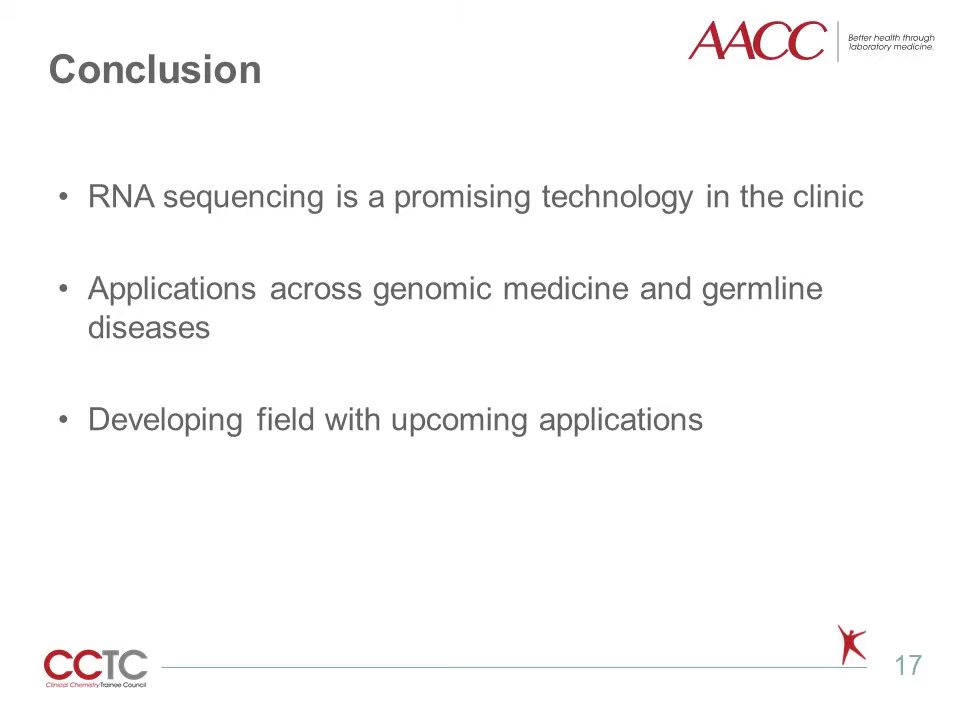 AACC
Better health through
laboratory medicine.
Conclusion
• RNA sequencing is a promising technology in the clinic
• Applications across genomic medicine and germline
diseases
• Developing field with upcoming applications
CCTC
Clinical Chemistry Trainee Council
17